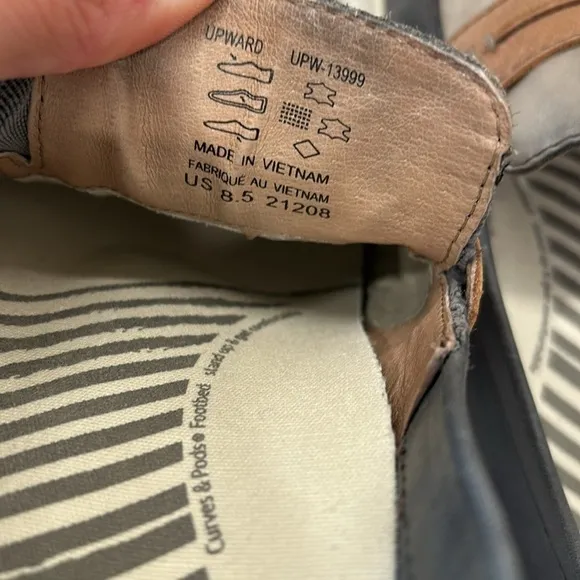 UPWARD UPW-13999
MADE IN VIETNAM
FABRIQUÉ AU VIETNAM
US 8.5 21208
Curves & Pods® Footbed stand up & get